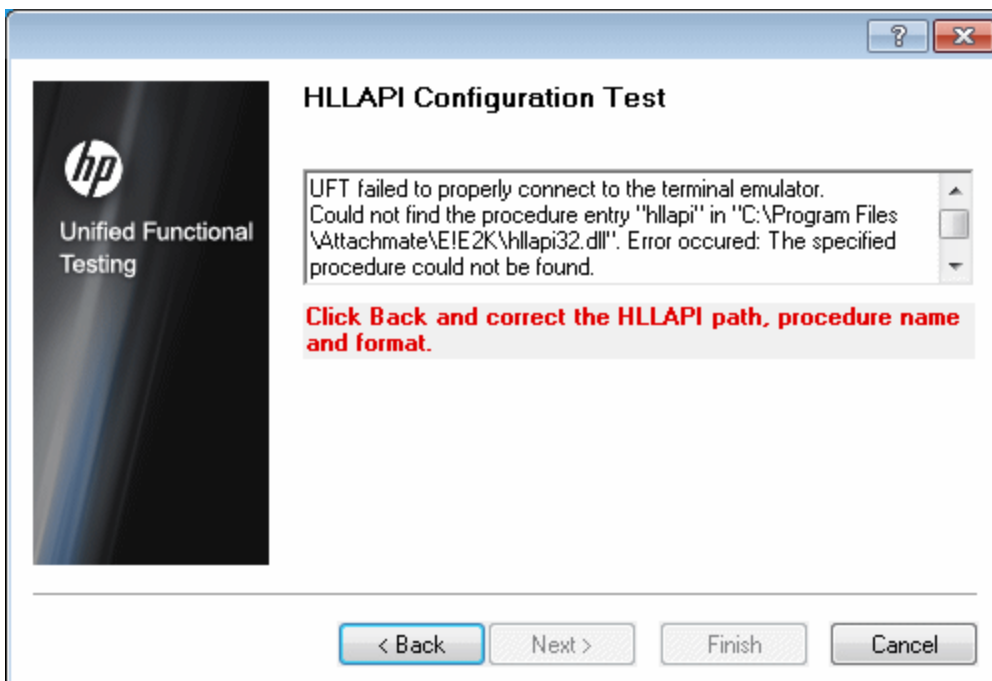 HLLAPI Configuration Test
hp
Unified Functional
Testing
UFT failed to properly connect to the terminal emulator.
Could not find the procedure entry "hllapi" in "C:\Program Files
\Attachmate\E!E2K\hllapi32.dll". Error occured: The specified
procedure could not be found.
Click Back and correct the HLLAPI path, procedure name
and format.
< Back
Next >
Finish
Cancel